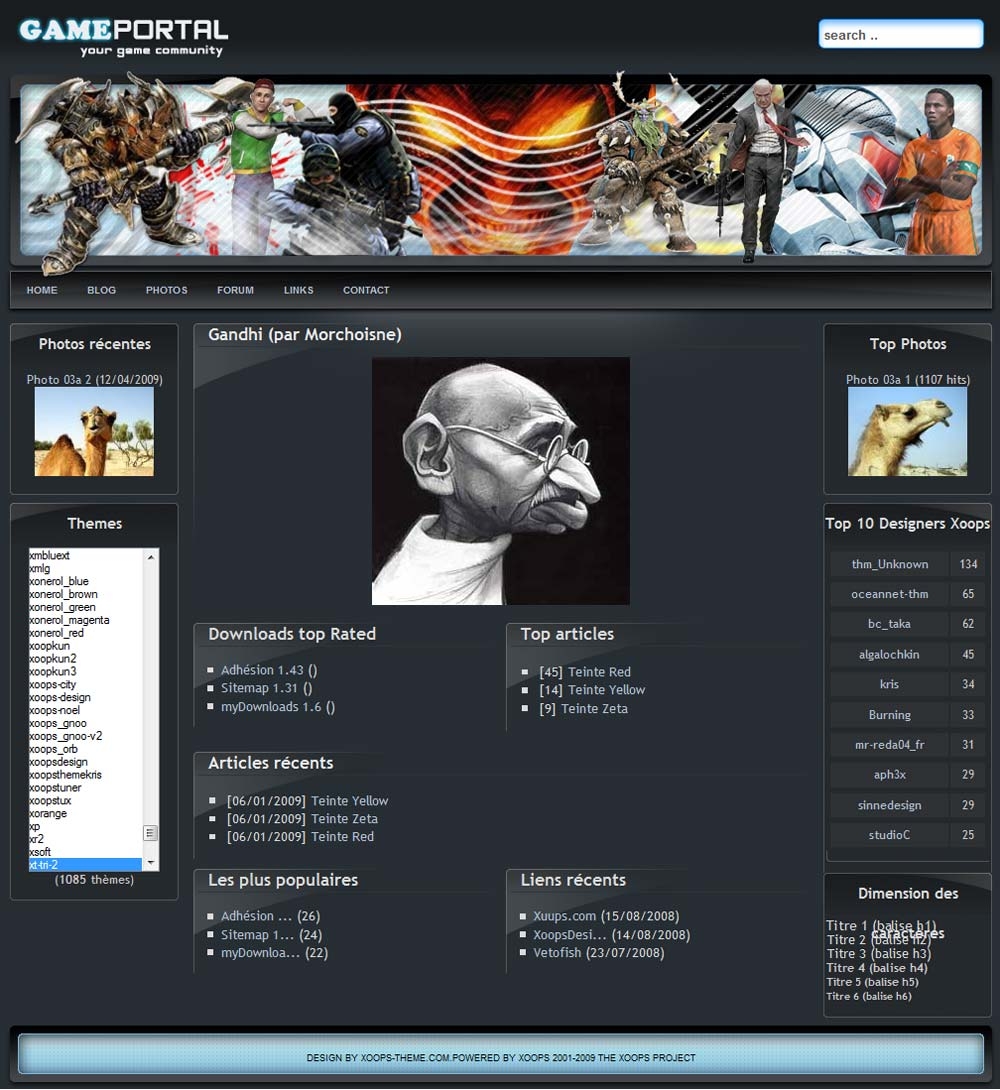 GAMEPORTAL
your game community
search ..
HOME BLOG PHOTOS FORUM LINKS CONTACT
Photos récentes
Photo 03a 2 (12/04/2009)
Themes
xmbluext
xmlg
xonerol_blue
xonerol_brown
xonerol_green
xonerol_magenta
xonerol_red
xoopkun
xoopkun2
xoopkun3
xoops-city
xoops-design
xoops-noel
xoops_gnoo
xoops_gnoo-v2
xoops_orb
xoopsdesign
xoopsthemekris
xoopstuner
xoopstux
xorange
xp
xr2
xsoft
xt-tri-2
(1085 thèmes)
Gandhi (par Morchoisne)
Downloads top Rated
Adhésion 1.43 ()
Sitemap 1.31 ()
myDownloads 1.6 ()
Top articles
[45] Teinte Red
[14] Teinte Yellow
[9] Teinte Zeta
Articles récents
[06/01/2009] Teinte Yellow
[06/01/2009] Teinte Zeta
[06/01/2009] Teinte Red
Les plus populaires
Adhésion ... (26)
Sitemap 1... (24)
myDownloa... (22)
Liens récents
Xuups.com (15/08/2008)
XoopsDesi... (14/08/2008)
Vetofish (23/07/2008)
Top Photos
Photo 03a 1 (1107 hits)
Top 10 Designers Xoops
thm_Unknown 134
oceannet-thm 65
bc_taka 62
algalochkin 45
kris 34
Burning 33
mr-reda04_fr 31
aph3x 29
sinnedesign 29
studioC 25
Dimension des
caractères
Titre 1 (balise h1)
Titre 2 (balise h2)
Titre 3 (balise h3)
Titre 4 (balise h4)
Titre 5 (balise h5)
Titre 6 (balise h6)
DESIGN BY XOOPS-THEME.COM.POWERED BY XOOPS 2001-2009 THE XOOPS PROJECT